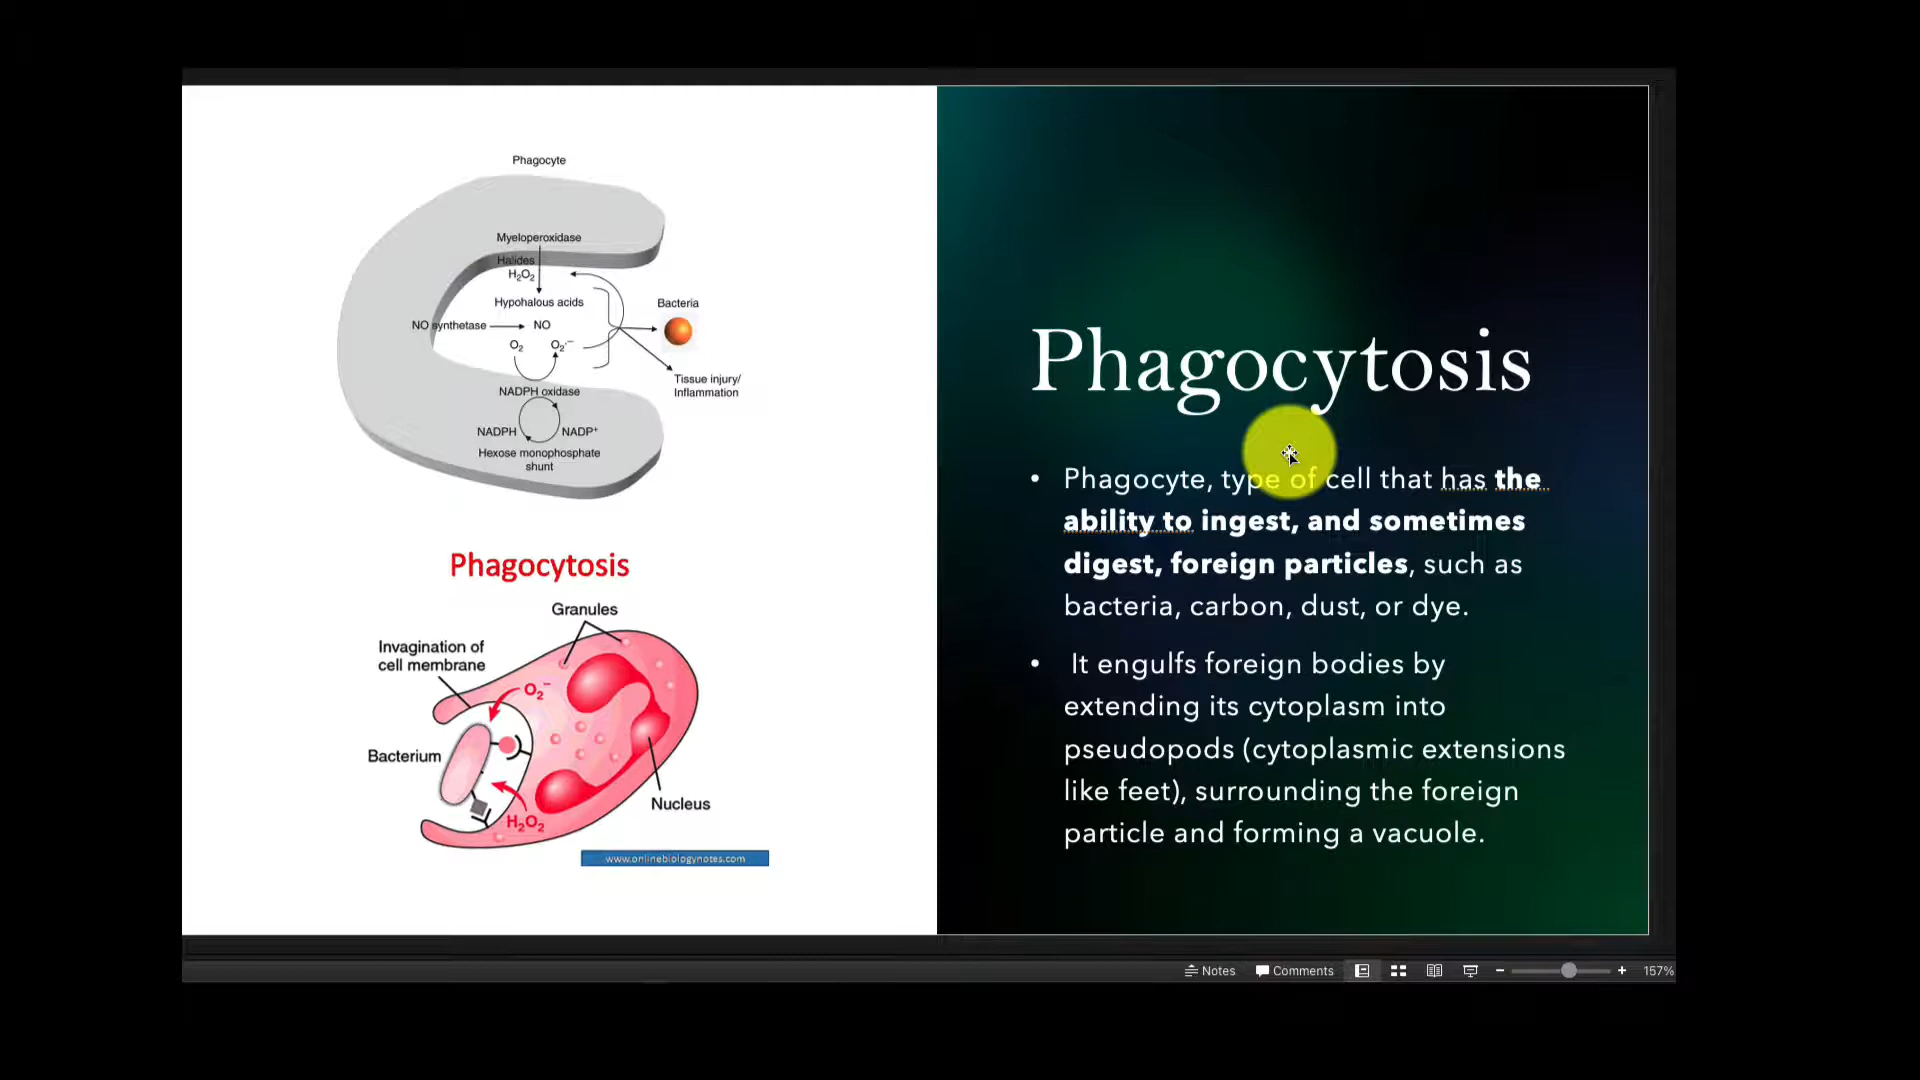 Phagocyte
Myeloperoxidase
Halides
H₂O₂
Hypohalous acids
Bacteria
NO synthetase
NO
O₂
O₂·⁻
Tissue injury/
Inflammation
NADPH oxidase
NADPH
NADP⁺
Hexose monophosphate
shunt
Phagocytosis
Granules
Invagination of
cell membrane
O₂⁻
Bacterium
Nucleus
H₂O₂
www.onlinebiologynotes.com
Phagocytosis
• Phagocyte, type of cell that has the
ability to ingest, and sometimes
digest, foreign particles, such as
bacteria, carbon, dust, or dye.
• It engulfs foreign bodies by
extending its cytoplasm into
pseudopods (cytoplasmic extensions
like feet), surrounding the foreign
particle and forming a vacuole.
Notes Comments 157%